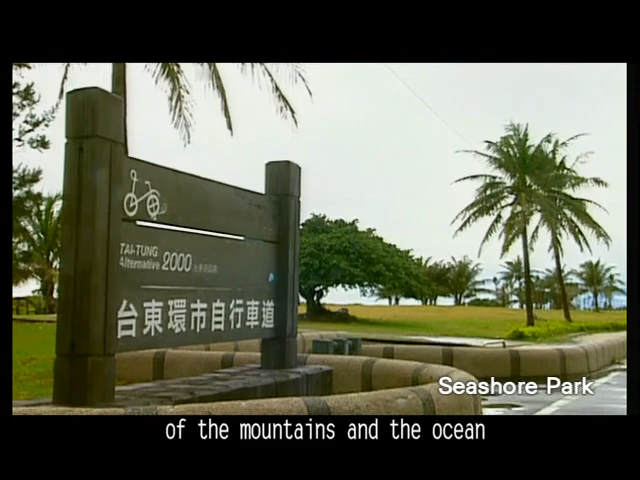 TAI-TUNG
Alternative 2000
台東環市自行車道
Seashore Park
of the mountains and the ocean